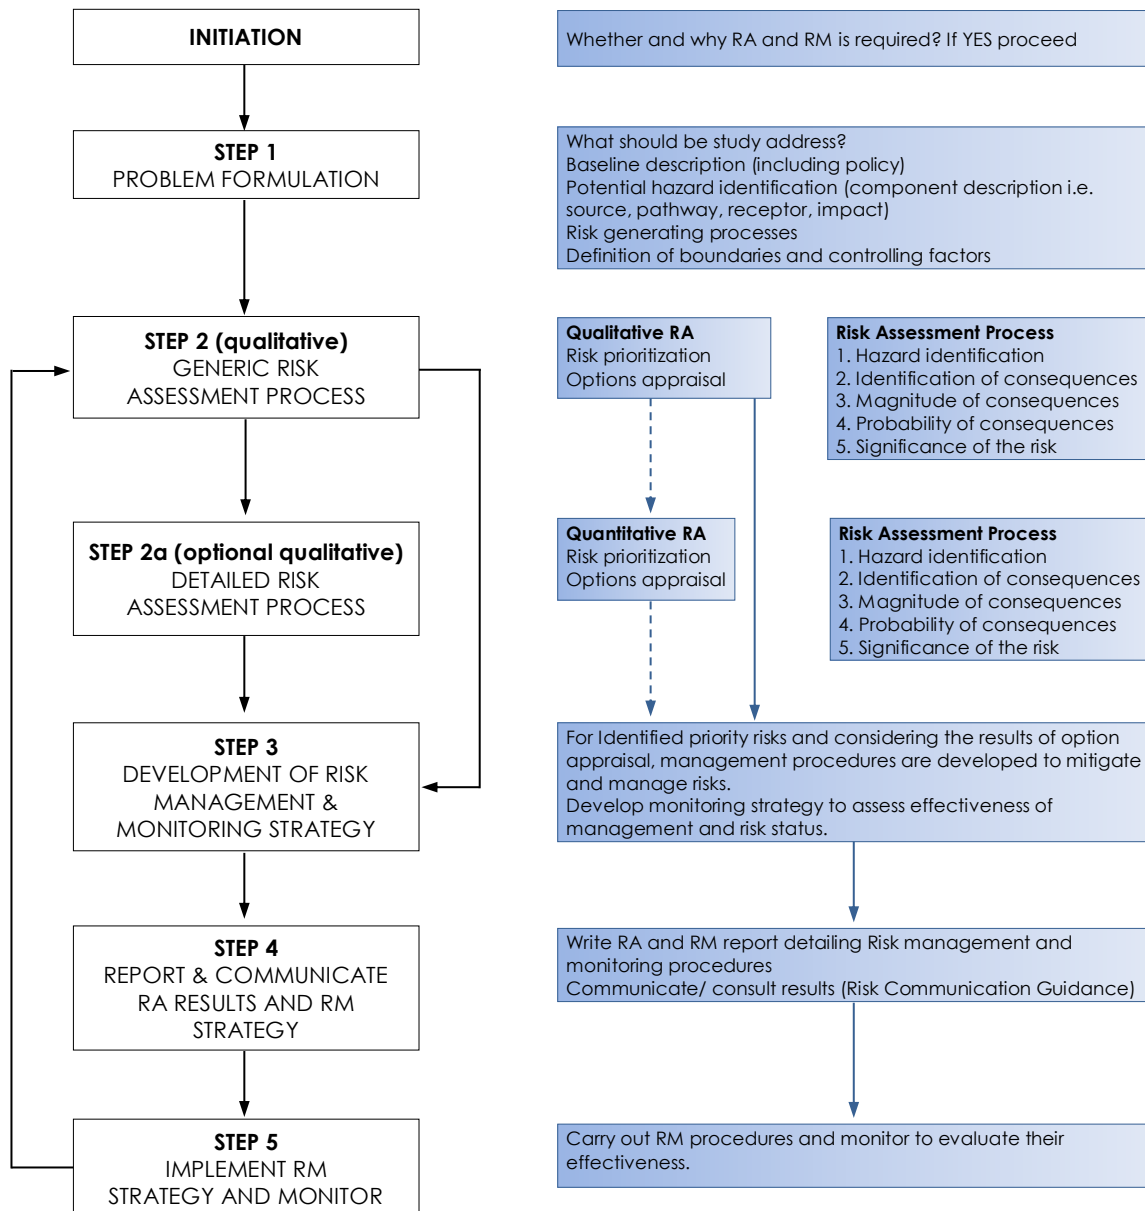 INITIATION
Whether and why RA and RM is required? If YES proceed
STEP 1
PROBLEM FORMULATION
What should be study address?
Baseline description (including policy)
Potential hazard identification (component description i.e.
source, pathway, receptor, impact)
Risk generating processes
Definition of boundaries and controlling factors
STEP 2 (qualitative)
GENERIC RISK
ASSESSMENT PROCESS
Qualitative RA
Risk prioritization
Options appraisal
Risk Assessment Process
1. Hazard identification
2. Identification of consequences
3. Magnitude of consequences
4. Probability of consequences
5. Significance of the risk
STEP 2a (optional qualitative)
DETAILED RISK
ASSESSMENT PROCESS
Quantitative RA
Risk prioritization
Options appraisal
Risk Assessment Process
1. Hazard identification
2. Identification of consequences
3. Magnitude of consequences
4. Probability of consequences
5. Significance of the risk
STEP 3
DEVELOPMENT OF RISK
MANAGEMENT &
MONITORING STRATEGY
For Identified priority risks and considering the results of option
appraisal, management procedures are developed to mitigate
and manage risks.
Develop monitoring strategy to assess effectiveness of
management and risk status.
STEP 4
REPORT & COMMUNICATE
RA RESULTS AND RM
STRATEGY
Write RA and RM report detailing Risk management and
monitoring procedures
Communicate/ consult results (Risk Communication Guidance)
STEP 5
IMPLEMENT RM
STRATEGY AND MONITOR
Carry out RM procedures and monitor to evaluate their
effectiveness.